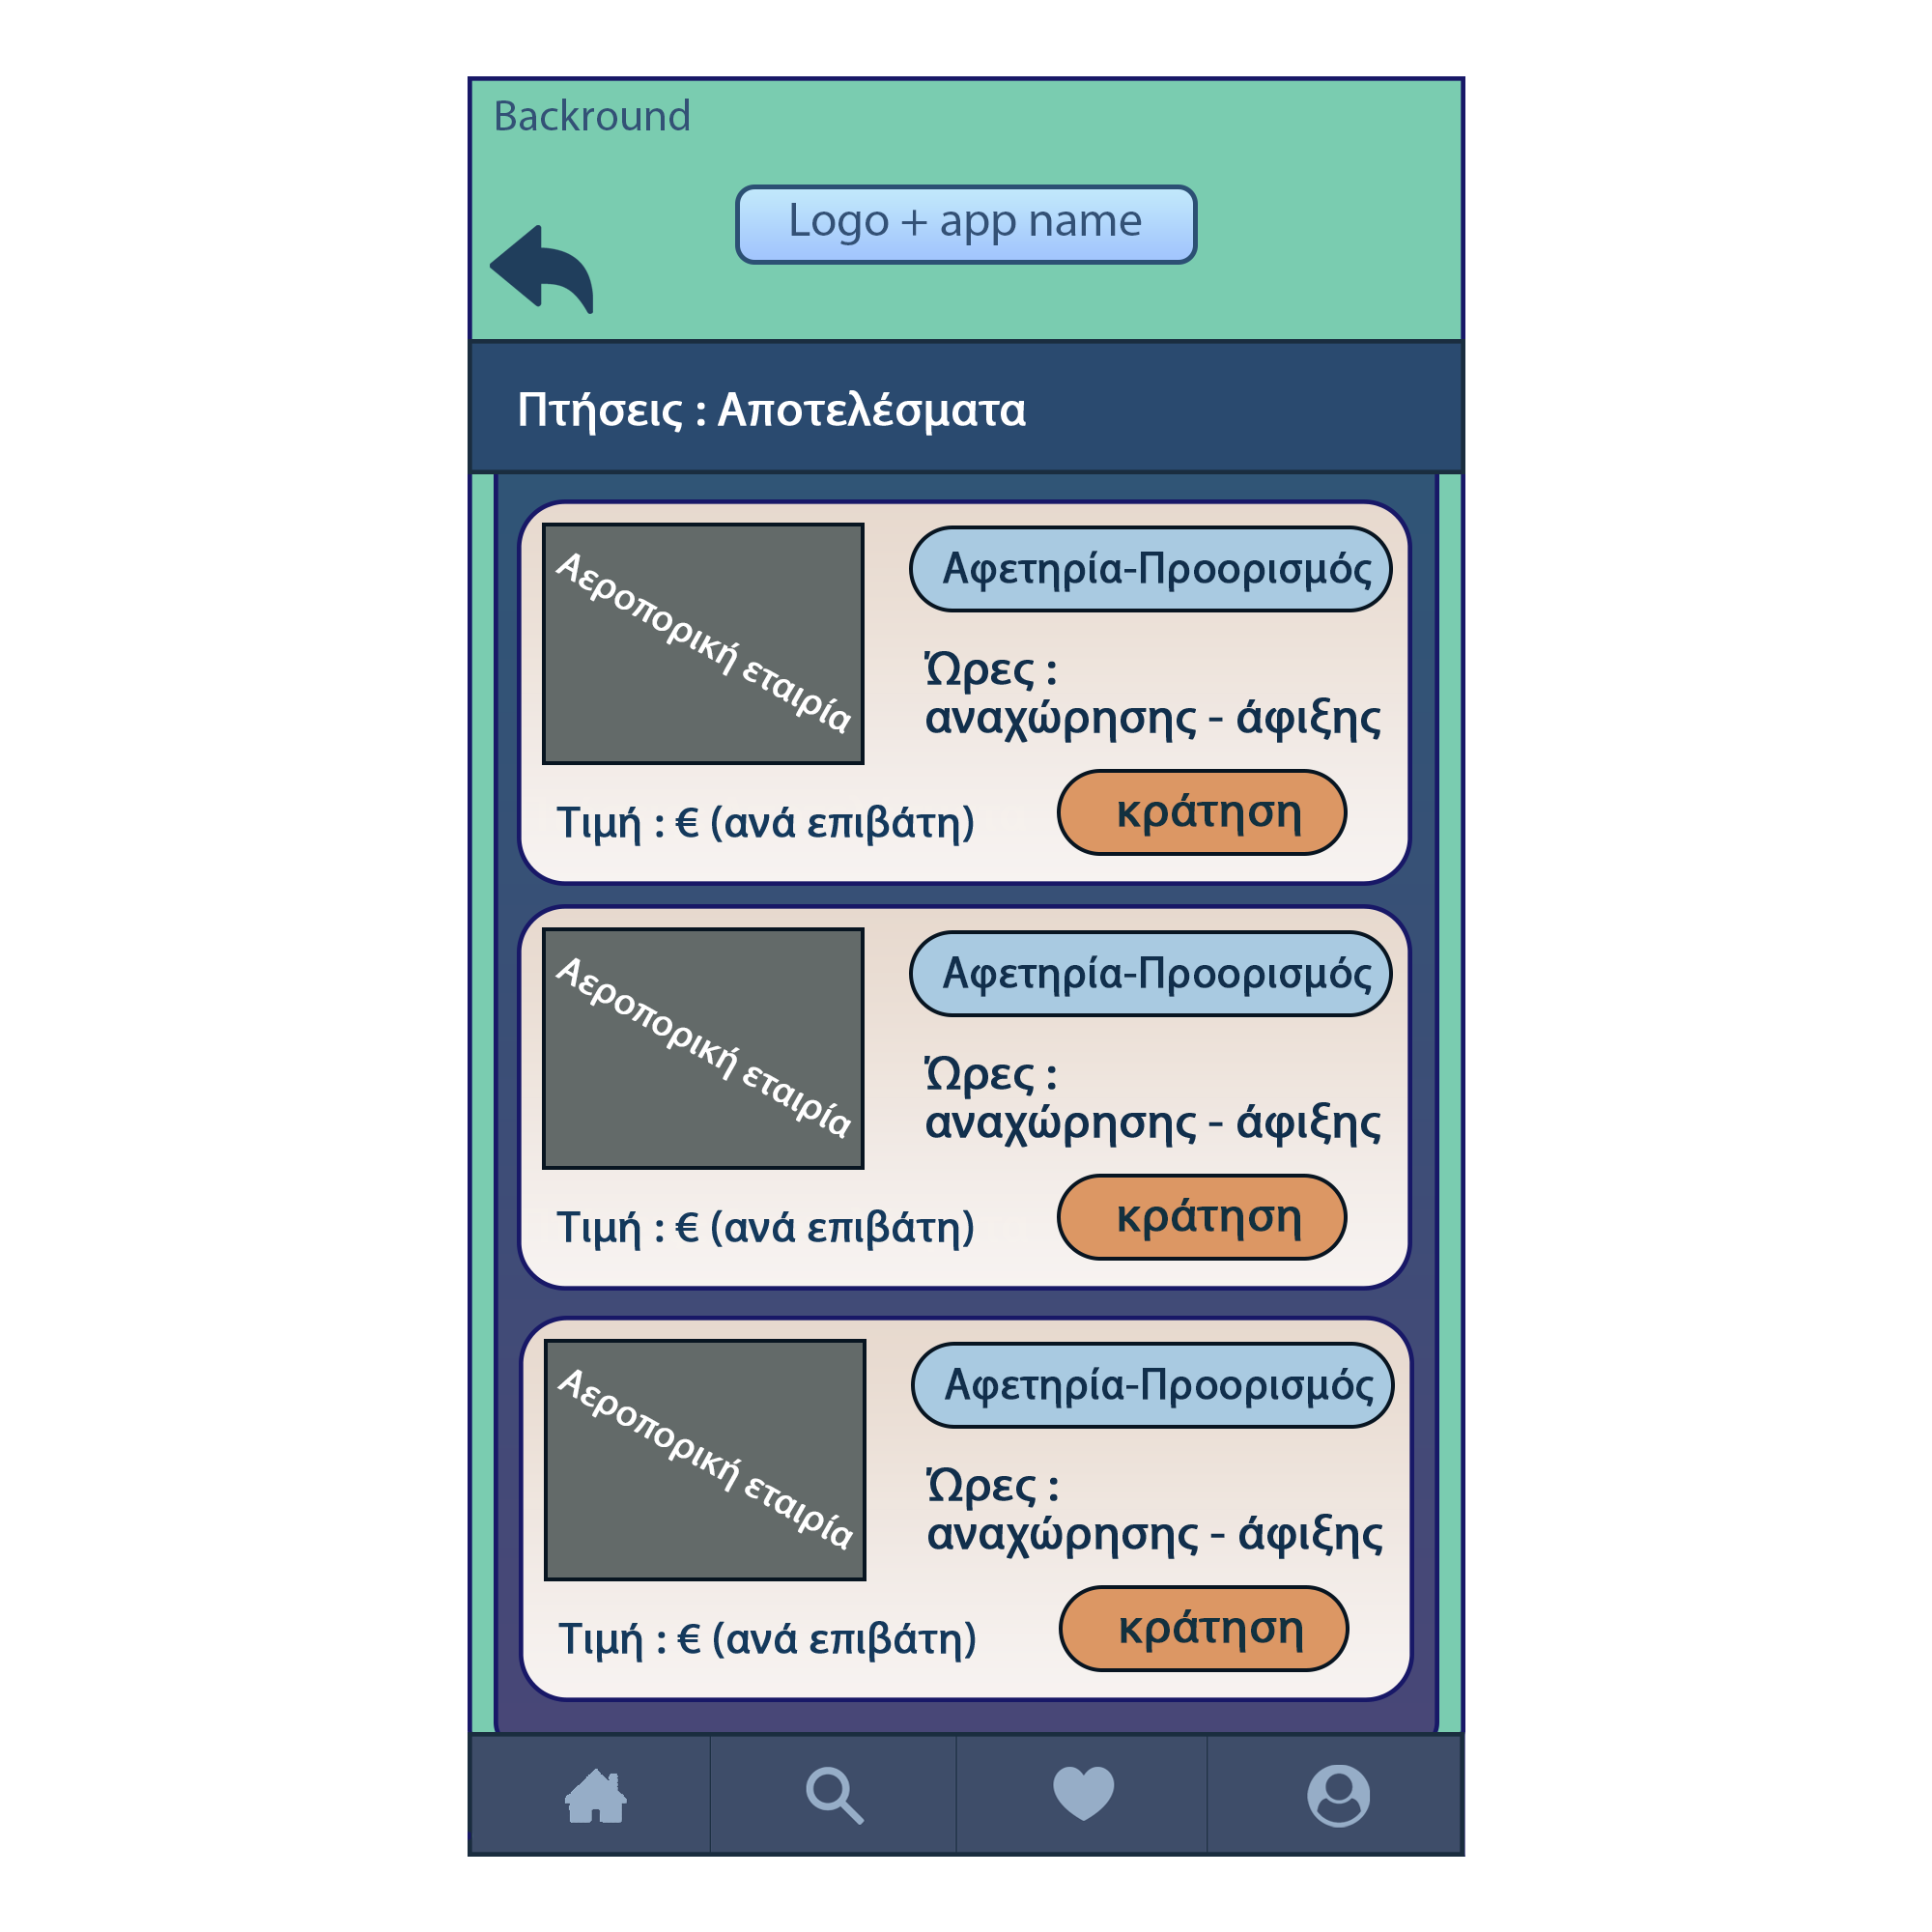 Backround
Logo + app name
Πτήσεις : Αποτελέσματα
Αεροπορική εταιρία
Αφετηρία-Προορισμός
Ώρες :
αναχώρησης - άφιξης
Τιμή : € (ανά επιβάτη)
κράτηση
Αεροπορική εταιρία
Αφετηρία-Προορισμός
Ώρες :
αναχώρησης - άφιξης
Τιμή : € (ανά επιβάτη)
κράτηση
Αεροπορική εταιρία
Αφετηρία-Προορισμός
Ώρες :
αναχώρησης - άφιξης
Τιμή : € (ανά επιβάτη)
κράτηση